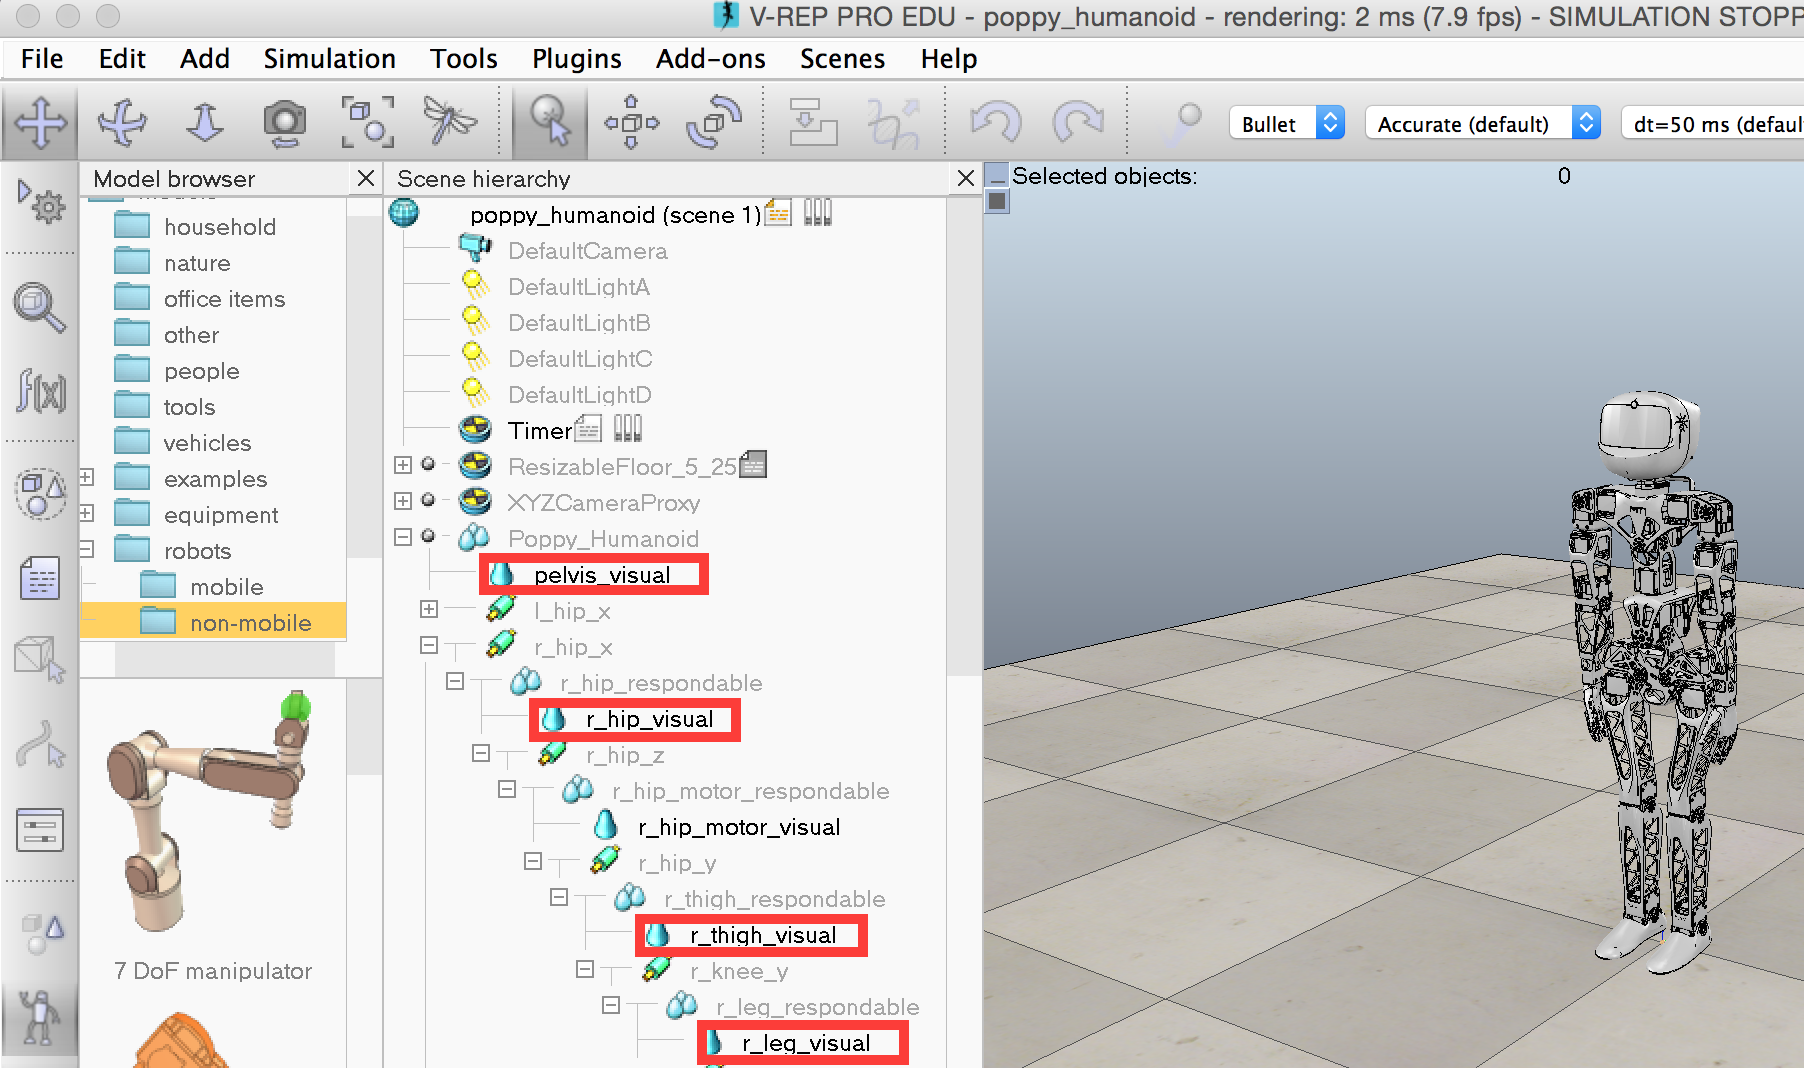 V-REP PRO EDU - poppy_humanoid - rendering: 2 ms (7.9 fps) - SIMULATION STOPP
File Edit Add Simulation Tools Plugins Add-ons Scenes Help
Bullet Accurate (default) dt=50 ms (defaul
Model browser
household
nature
office items
other
people
tools
vehicles
examples
equipment
robots
mobile
non-mobile
7 DoF manipulator
Scene hierarchy
poppy_humanoid (scene 1)
DefaultCamera
DefaultLightA
DefaultLightB
DefaultLightC
DefaultLightD
Timer
ResizableFloor_5_25
XYZCameraProxy
Poppy_Humanoid
pelvis_visual
l_hip_x
r_hip_x
r_hip_respondable
r_hip_visual
r_hip_z
r_hip_motor_respondable
r_hip_motor_visual
r_hip_y
r_thigh_respondable
r_thigh_visual
r_knee_y
r_leg_respondable
r_leg_visual
Selected objects: 0
f(x)